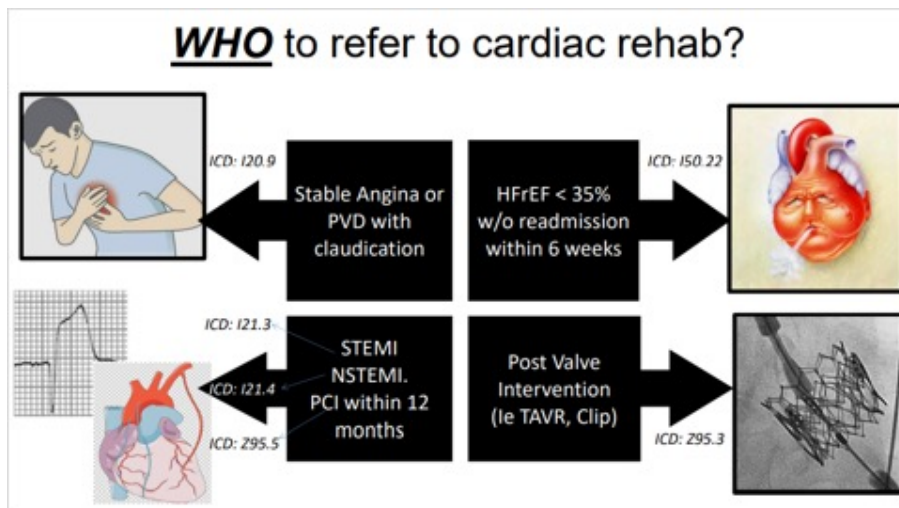 WHO to refer to cardiac rehab?
ICD: I20.9
Stable Angina or
PVD with
claudication
HFrEF < 35%
w/o readmission
within 6 weeks
ICD: I50.22
ICD: I21.3
ICD: I21.4
ICD: Z95.5
STEMI
NSTEMI.
PCI within 12
months
Post Valve
Intervention
(Ie TAVR, Clip)
ICD: Z95.3